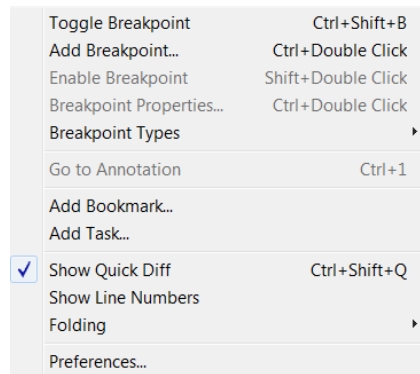 Toggle Breakpoint Ctrl+Shift+B
Add Breakpoint... Ctrl+Double Click
Enable Breakpoint Shift+Double Click
Breakpoint Properties... Ctrl+Double Click
Breakpoint Types
Go to Annotation Ctrl+1
Add Bookmark...
Add Task...
Show Quick Diff Ctrl+Shift+Q
Show Line Numbers
Folding
Preferences...